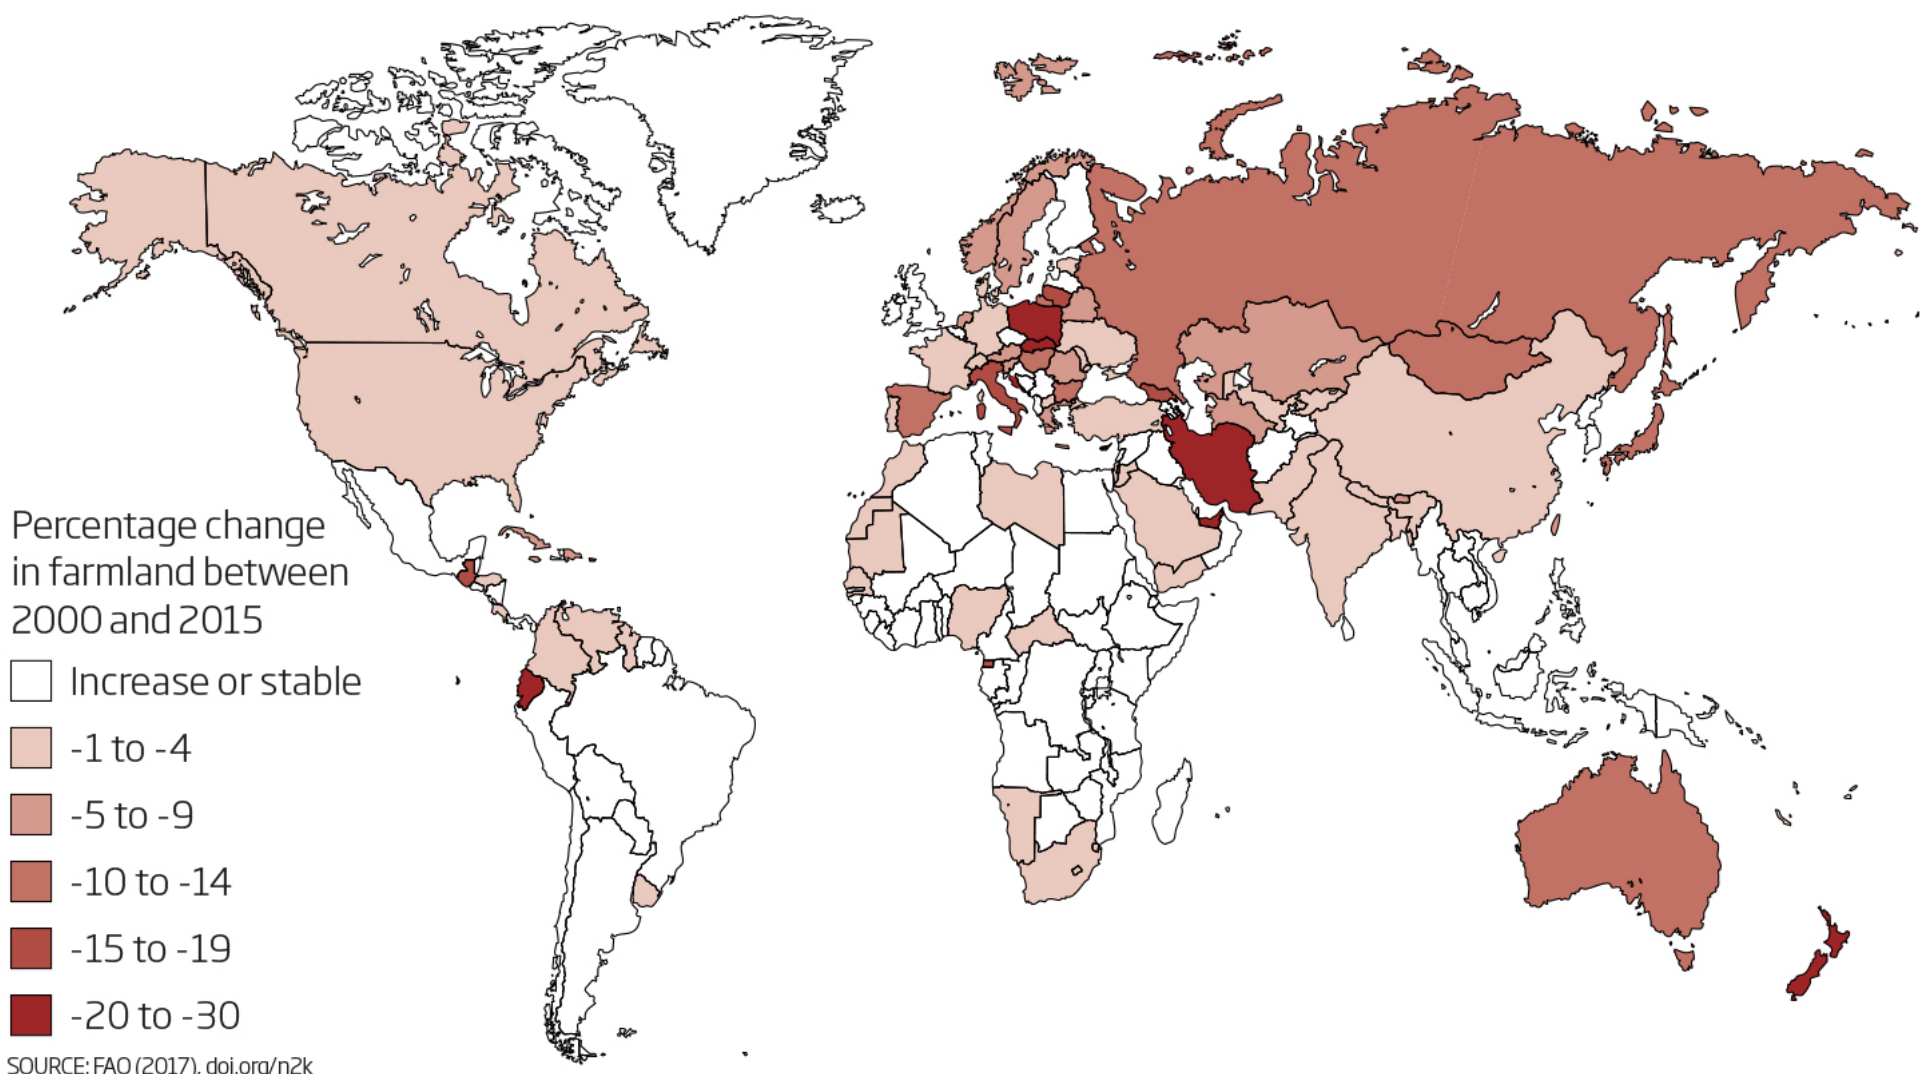 Percentage change
in farmland between
2000 and 2015
Increase or stable
-1 to -4
-5 to -9
-10 to -14
-15 to -19
-20 to -30
SOURCE: FAO (2017), doi.org/n2k